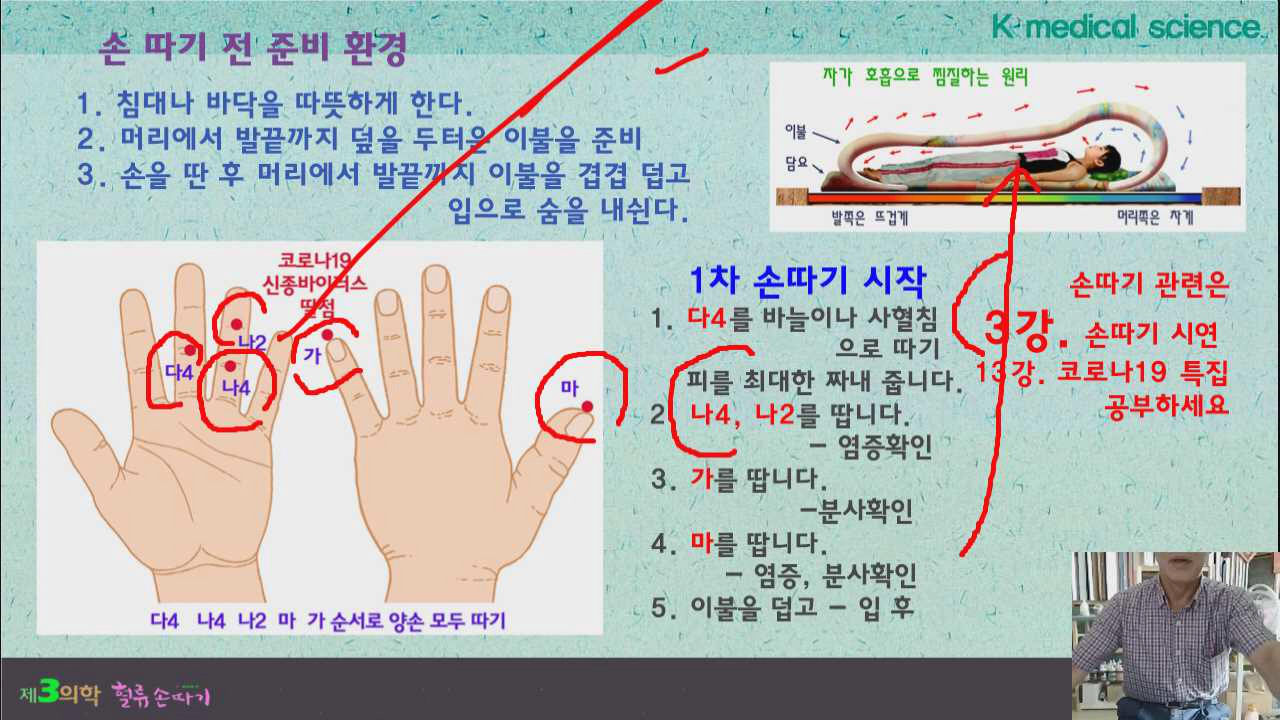 손 따기 전 준비 환경
K medical science
1. 침대나 바닥을 따뜻하게 한다.
2. 머리에서 발끝까지 덮을 두터운 이불을 준비
3. 손을 딴 후 머리에서 발끝까지 이불을 겹겹 덥고
입으로 숨을 내쉰다.
자가 호흡으로 찜질하는 원리
이불
담요
발쪽은 뜨겁게
머리쪽은 차게
코로나19
신종바이러스
딸점
다4
나2
나4
가
마
다4 나4 나2 마 가 순서로 양손 모두 따기
1차 손따기 시작
1. 다4를 바늘이나 사혈침
으로 따기
피를 최대한 짜내 줍니다.
2 나4, 나2를 땁니다.
- 염증확인
3. 가를 땁니다.
-분사확인
4. 마를 땁니다.
- 염증, 분사확인
5. 이불을 덥고 - 입 후
손따기 관련은
3강. 손따기 시연
13강. 코로나19 특집
공부하세요
제3의학 혈류 손따기